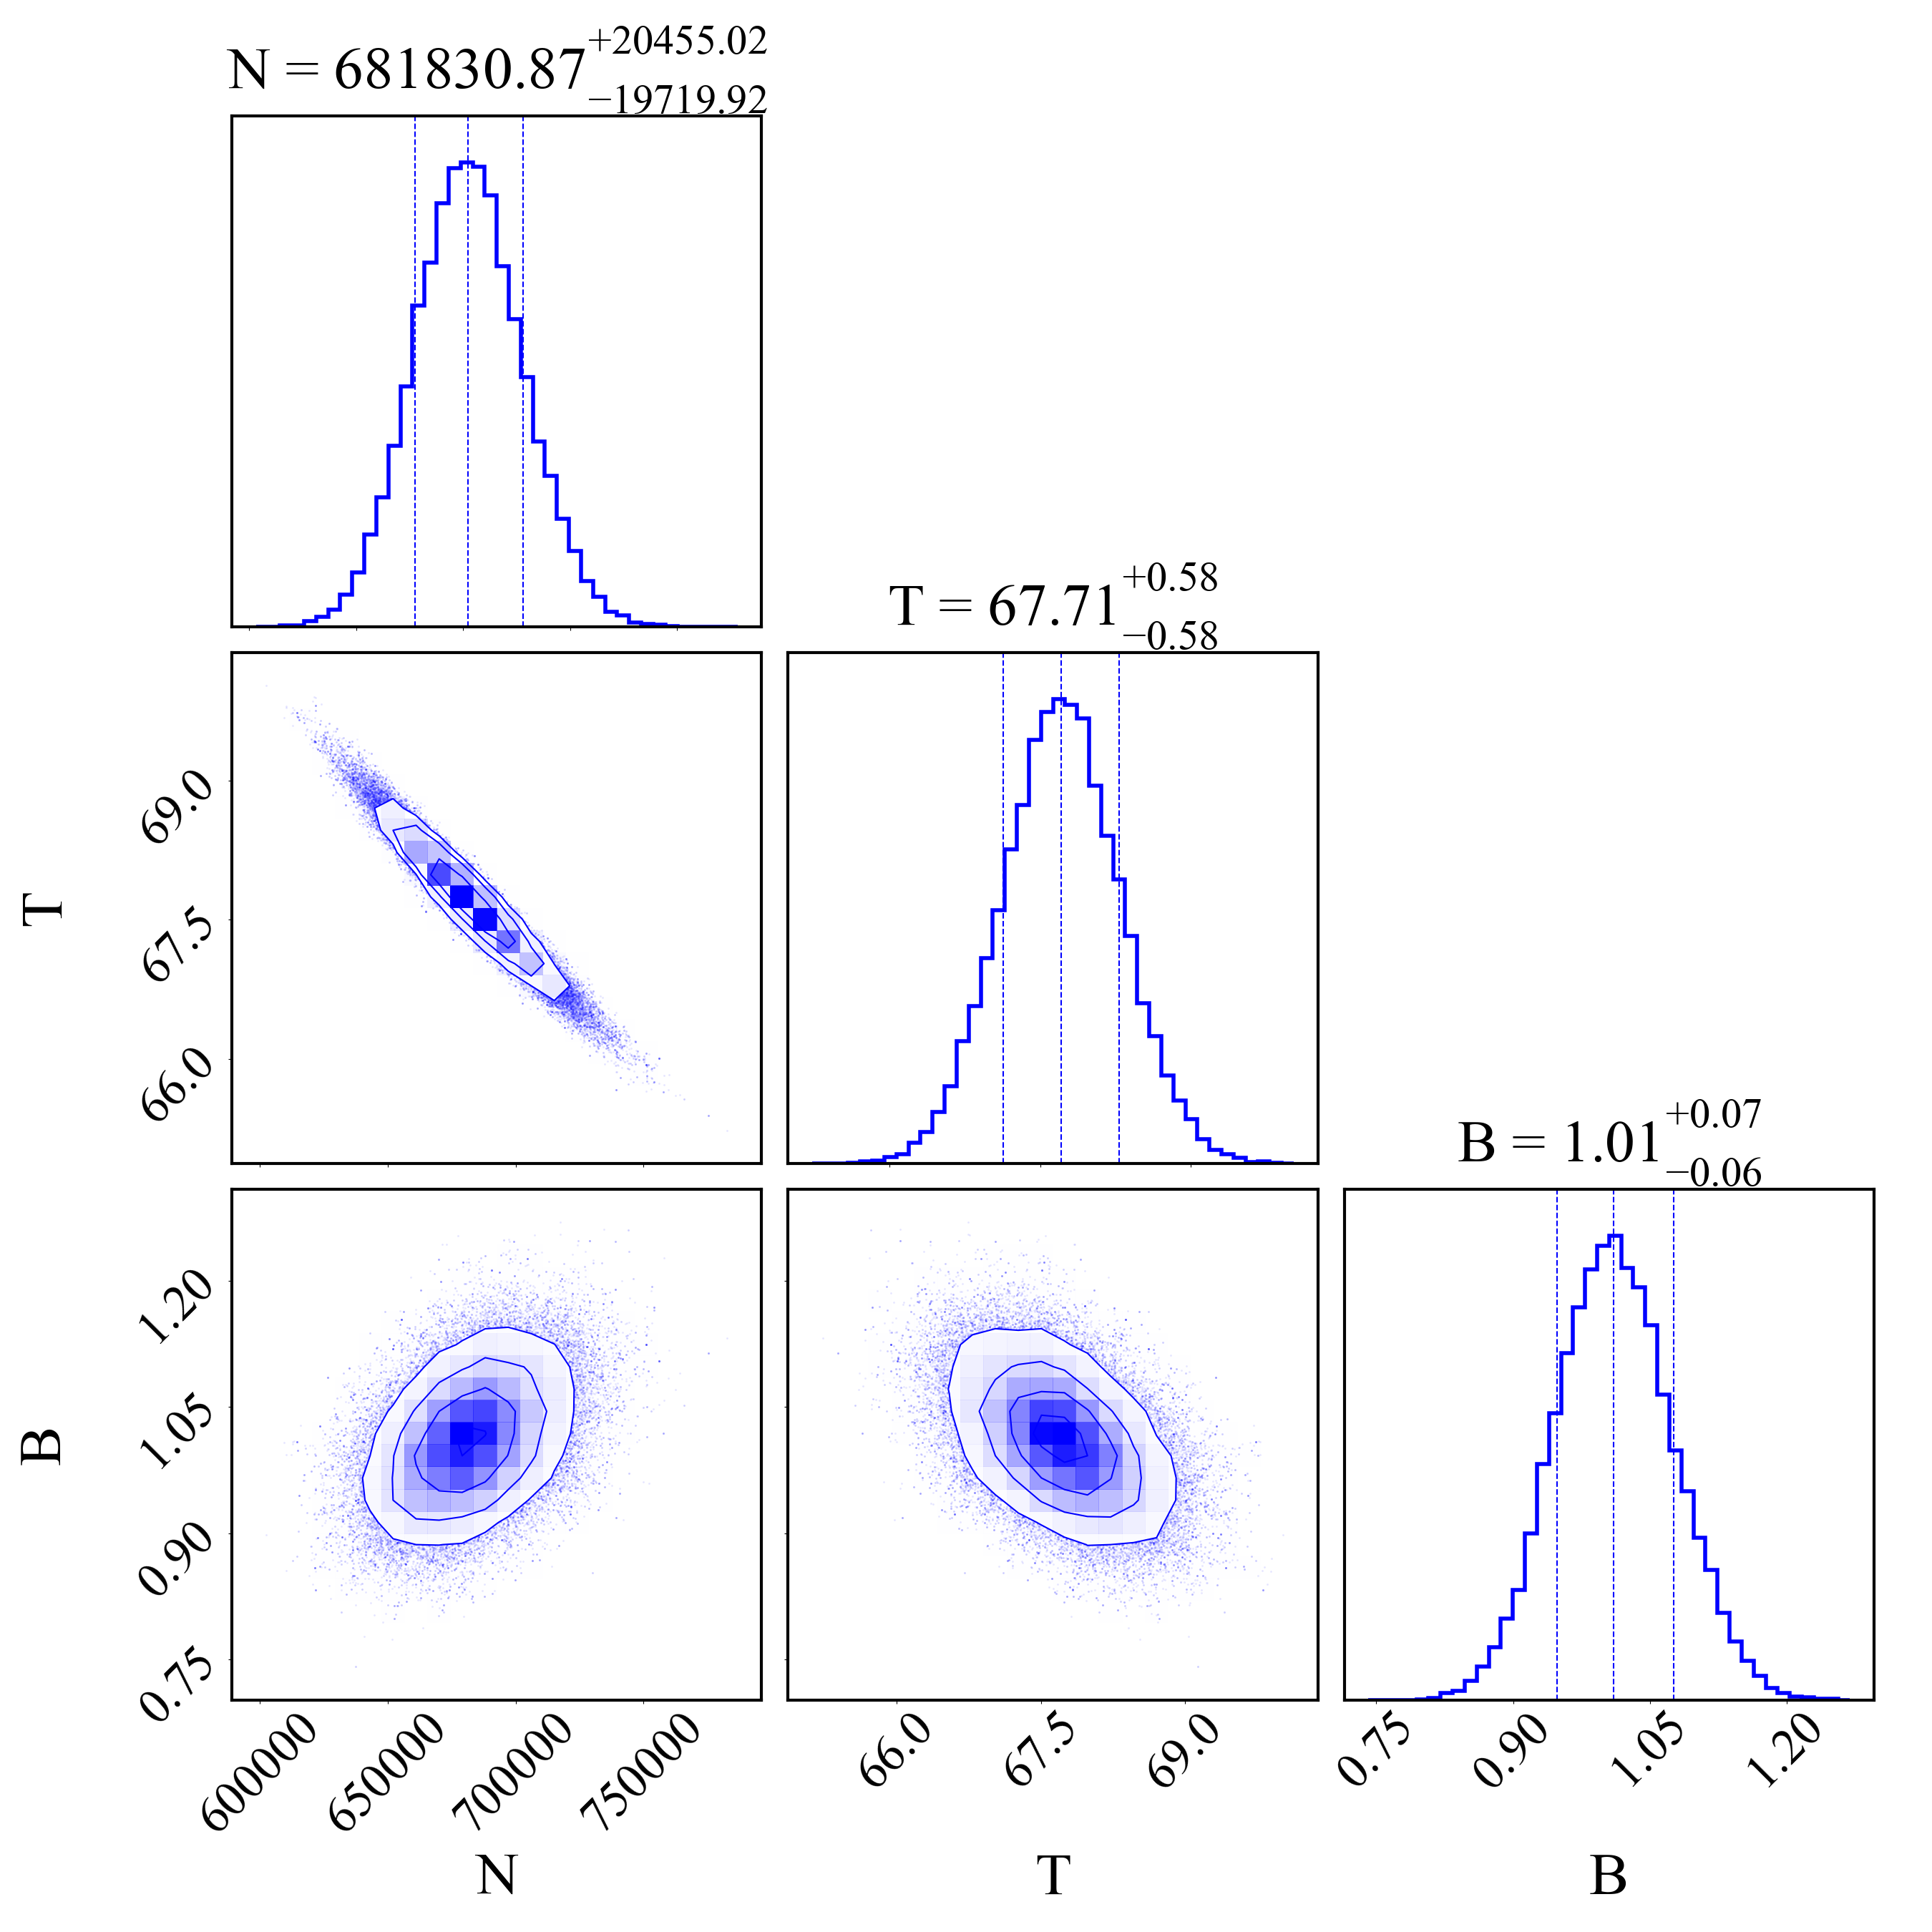 N = 681830.87 +20455.02 −19719.92
T = 67.71 +0.58 −0.58
69.0
67.5
66.0
T
B = 1.01 +0.07 −0.06
1.20
1.05
0.90
0.75
B
600000 650000 700000 750000
66.0 67.5 69.0
0.75 0.90 1.05 1.20
N T B